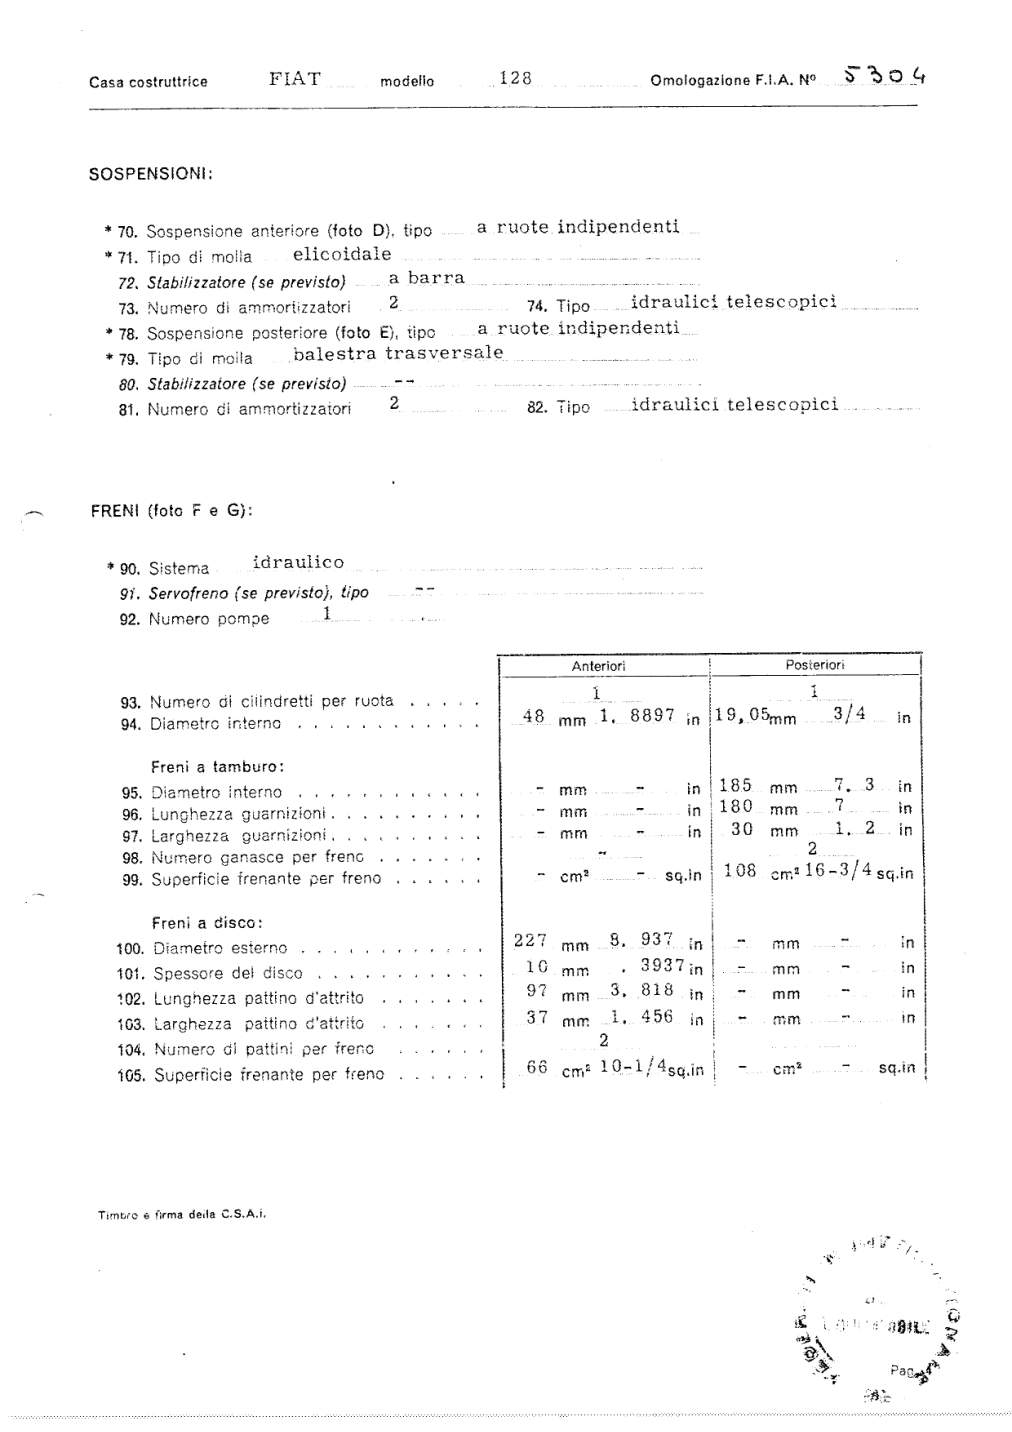 Casa costruttrice FIAT modello 128 Omologazione F.I.A. Nº 5304
SOSPENSIONI:
* 70. Sospensione anteriore (foto D), tipo a ruote indipendenti
* 71. Tipo di molla elicoidale
72. Stabilizzatore (se previsto) a barra
73. Numero di ammortizzatori 2 74. Tipo idraulici telescopici
* 78. Sospensione posteriore (foto E), tipo a ruote indipendenti
* 79. Tipo di molla balestra trasversale
80. Stabilizzatore (se previsto) --
81. Numero di ammortizzatori 2 82. Tipo idraulici telescopici
FRENI (foto F e G):
* 90. Sistema idraulico
91. Servofreno (se previsto), tipo --
92. Numero pompe 1
Anteriori Posteriori
93. Numero di cilindretti per ruota . . . . . 1 1
94. Diametro interno . . . . . . . . . . . . 48 mm 1. 8897 in 19,05 mm 3/4 in
Freni a tamburo:
95. Diametro interno . . . . . . . . . . . . - mm - in 185 mm 7. 3 in
96. Lunghezza guarnizioni . . . . . . . . . . - mm - in 180 mm 7 in
97. Larghezza guarnizioni . . . . . . . . . . - mm - in 30 mm 1. 2 in
98. Numero ganasce per freno . . . . . . . - 2
99. Superficie frenante per freno . . . . . . - cm² - sq.in 108 cm² 16-3/4 sq.in
Freni a disco:
100. Diametro esterno . . . . . . . . . . . . 227 mm 8. 937 in - mm - in
101. Spessore del disco . . . . . . . . . . . 10 mm . 3937 in - mm - in
102. Lunghezza pattino d'attrito . . . . . . . 97 mm 3. 818 in - mm - in
103. Larghezza pattino d'attrito . . . . . . . 37 mm 1. 456 in - mm - in
104. Numero di pattini per freno . . . . . . 2
105. Superficie frenante per freno . . . . . . 66 cm² 10-1/4 sq.in - cm² - sq.in
Timbro e firma della C.S.A.I.
Pag.